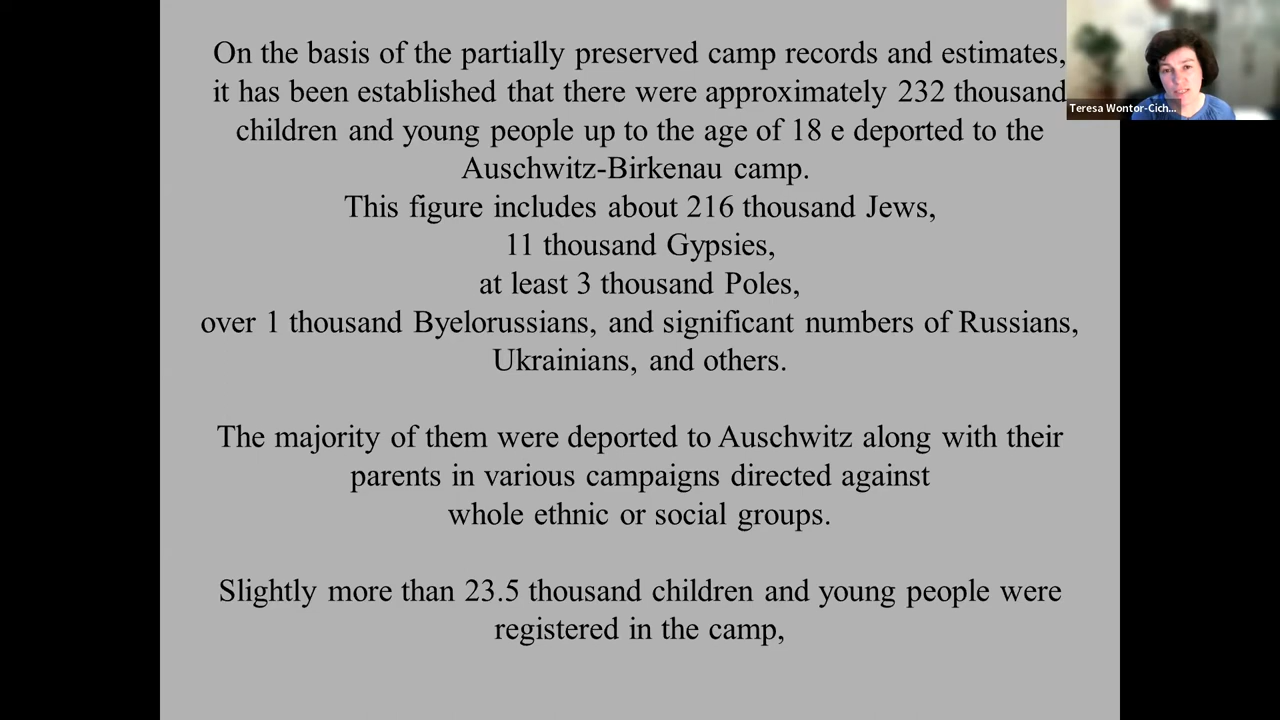 On the basis of the partially preserved camp records and estimates,
it has been established that there were approximately 232 thousand
children and young people up to the age of 18 e deported to the
Auschwitz-Birkenau camp.
This figure includes about 216 thousand Jews,
11 thousand Gypsies,
at least 3 thousand Poles,
over 1 thousand Byelorussians, and significant numbers of Russians,
Ukrainians, and others.
The majority of them were deported to Auschwitz along with their
parents in various campaigns directed against
whole ethnic or social groups.
Slightly more than 23.5 thousand children and young people were
registered in the camp,
Teresa Wontor-Cich...